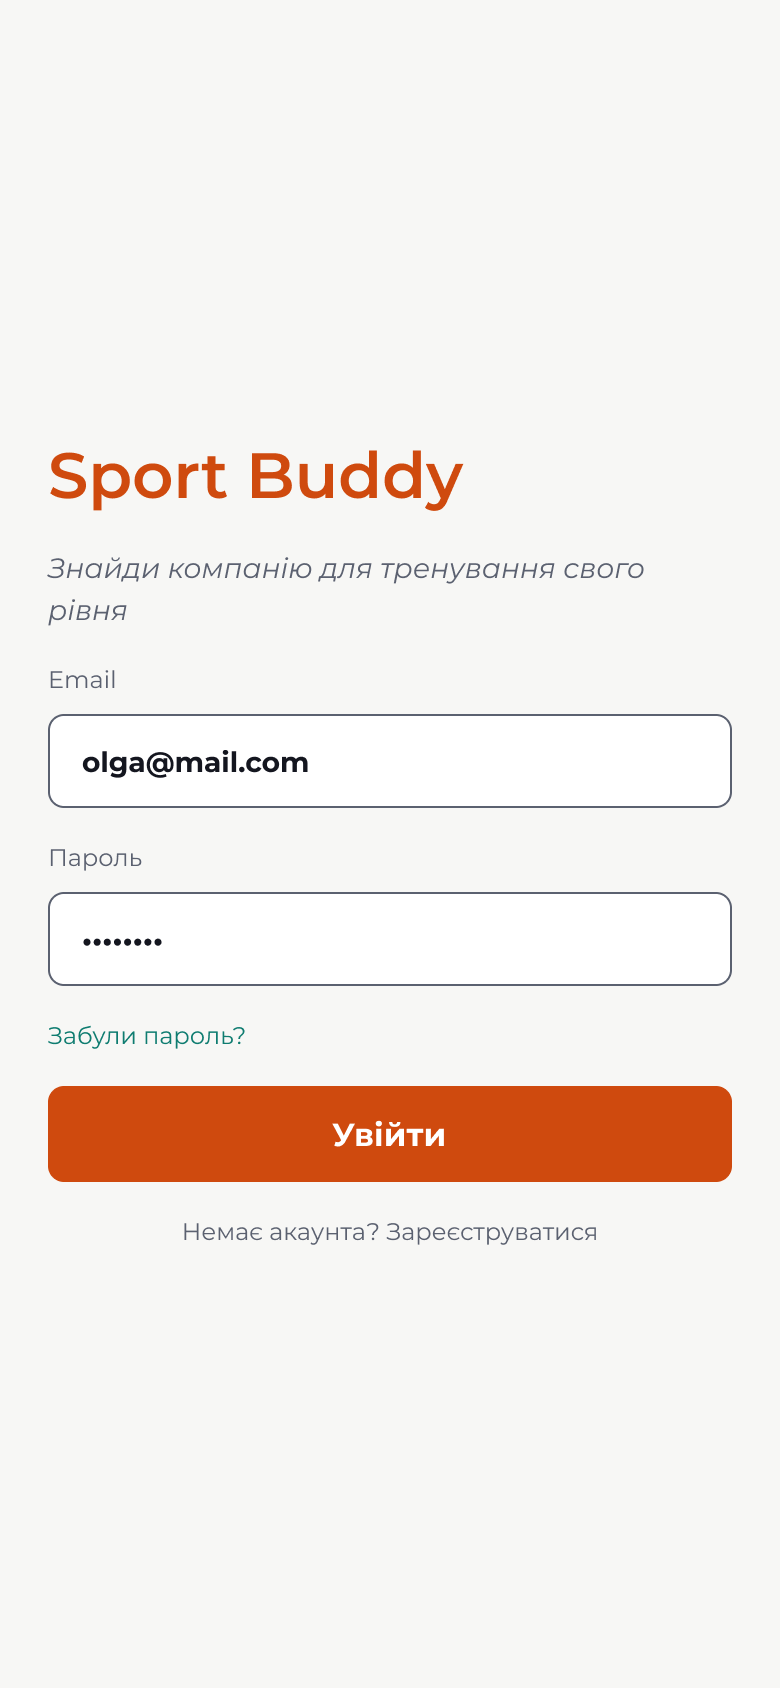 Sport Buddy
Знайди компанію для тренування свого
рівня
Email
olga@mail.com
Пароль
••••••••
Забули пароль?
Увійти
Немає акаунта? Зареєструватися